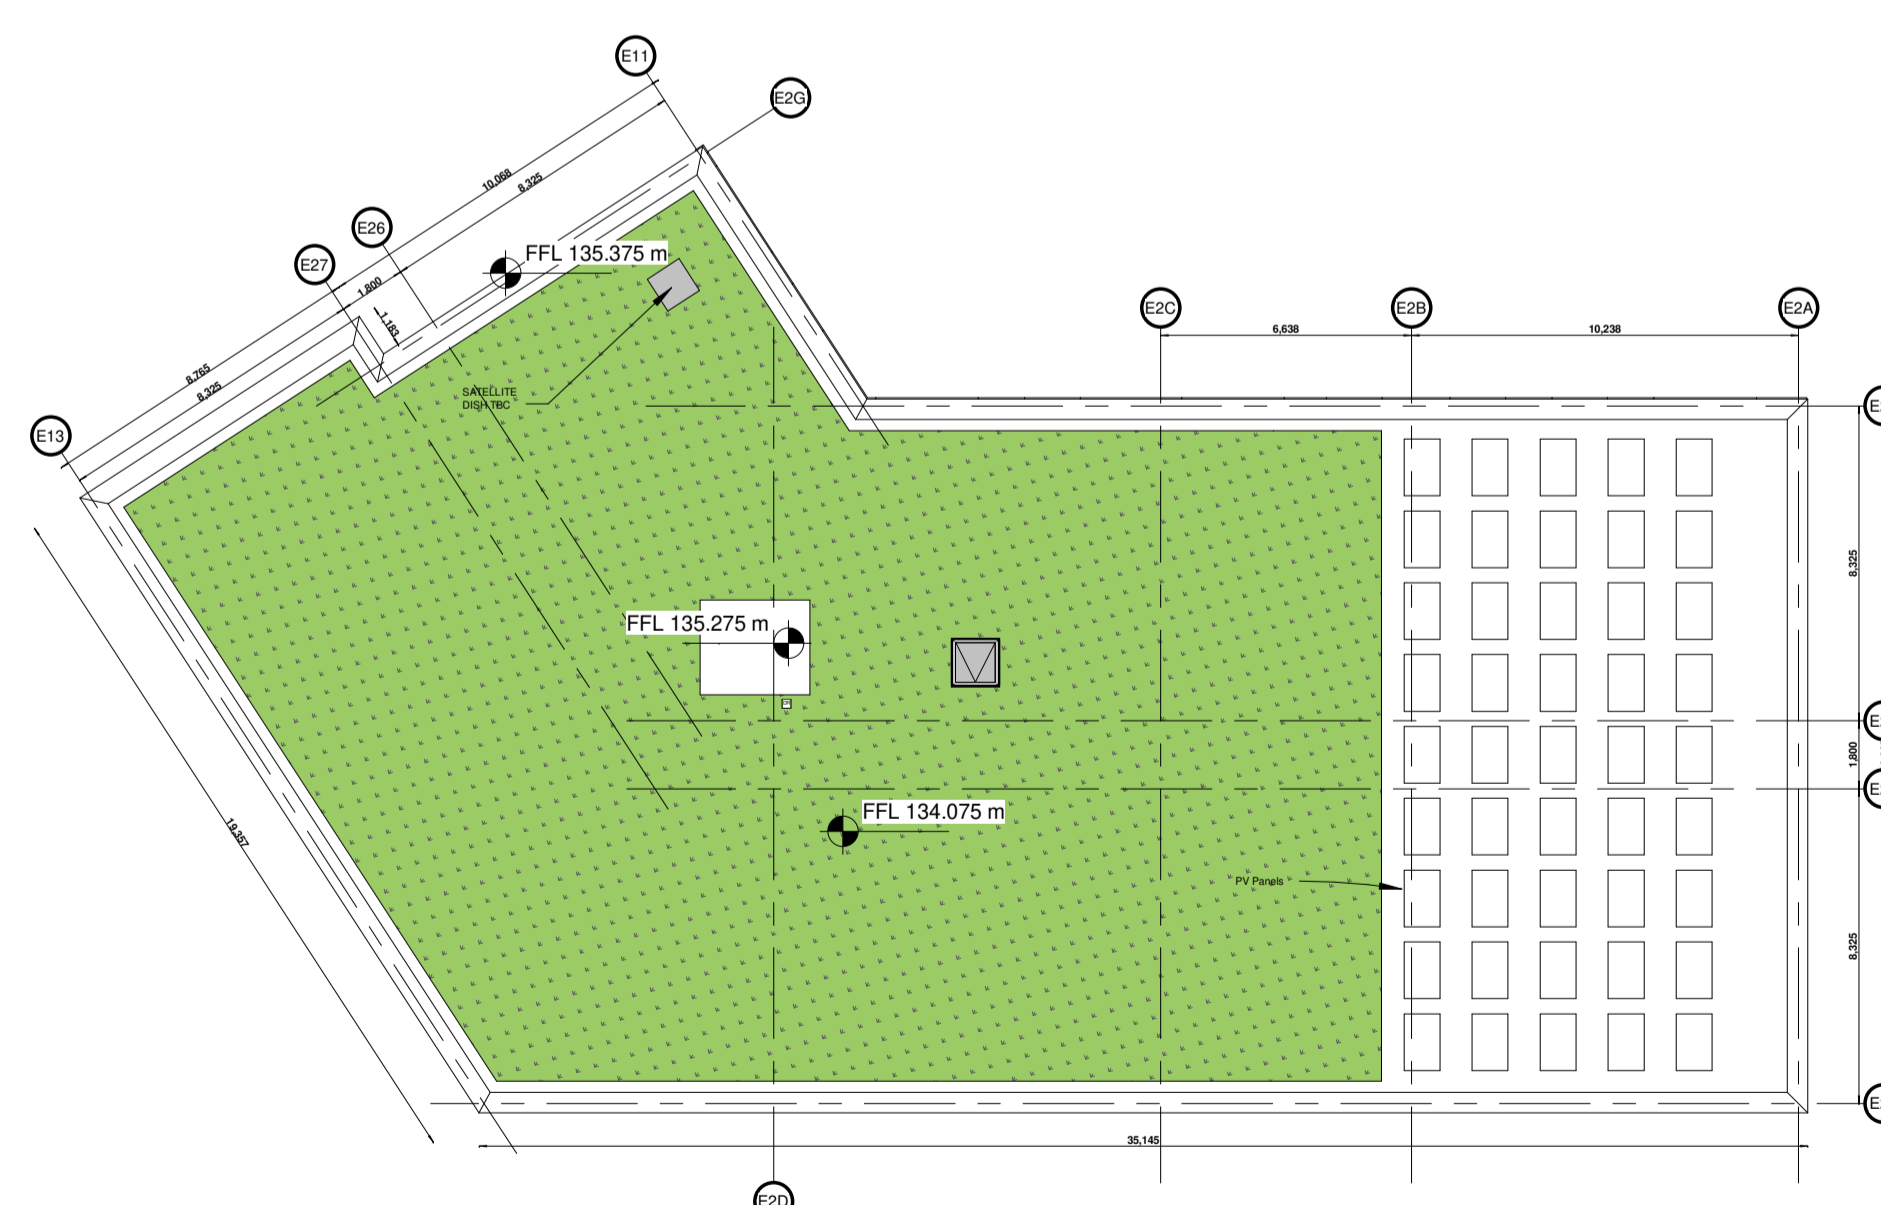 E11
E2G
10,068
8,325
E26
FFL 135.375 m
E27
1,800
1,183
E2C
E2B
E2A
6,638
10,238
8,765
8,325
SATELLITE
DISH TBC
E13
8,325
FFL 135.275 m
1,800
FFL 134.075 m
19,357
PV Panels
8,325
35,145
E2D